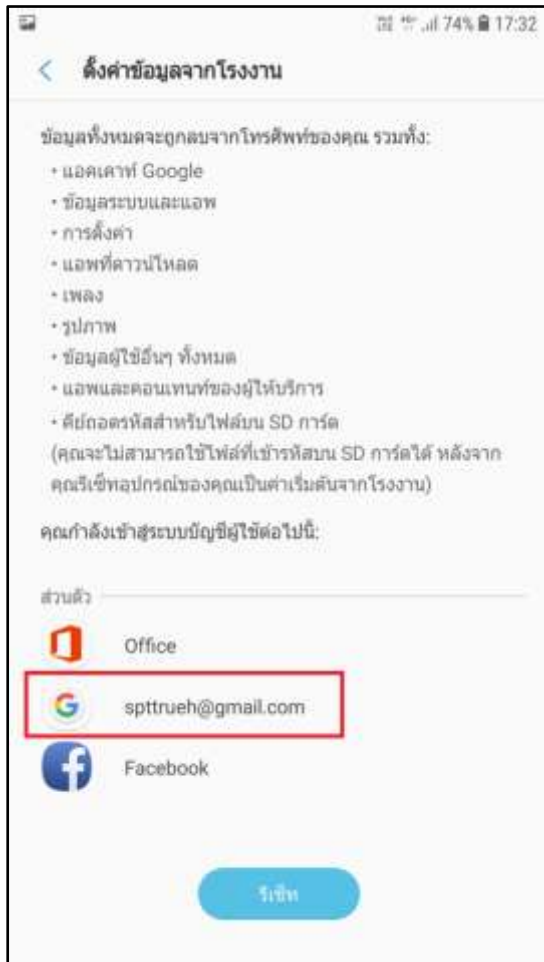 74% 17:32
ตั้งค่าข้อมูลจากโรงงาน
ข้อมูลทั้งหมดจะถูกลบจากโทรศัพท์ของคุณ รวมทั้ง:
• แอคเคาท์ Google
• ข้อมูลระบบและแอพ
• การตั้งค่า
• แอพที่ดาวน์โหลด
• เพลง
• รูปภาพ
• ข้อมูลผู้ใช้อื่นๆ ทั้งหมด
• แอพและคอนเทนท์ของผู้ให้บริการ
• คีย์ถอดรหัสสำหรับไฟล์บน SD การ์ด
(คุณจะไม่สามารถใช้ไฟล์ที่เข้ารหัสบน SD การ์ดได้ หลังจาก
คุณรีเซ็ทอุปกรณ์ของคุณเป็นค่าเริ่มต้นจากโรงงาน)
คุณกำลังเข้าสู่ระบบบัญชีผู้ใช้ต่อไปนี้:
ส่วนตัว
Office
spttrueh@gmail.com
Facebook
รีเซ็ท